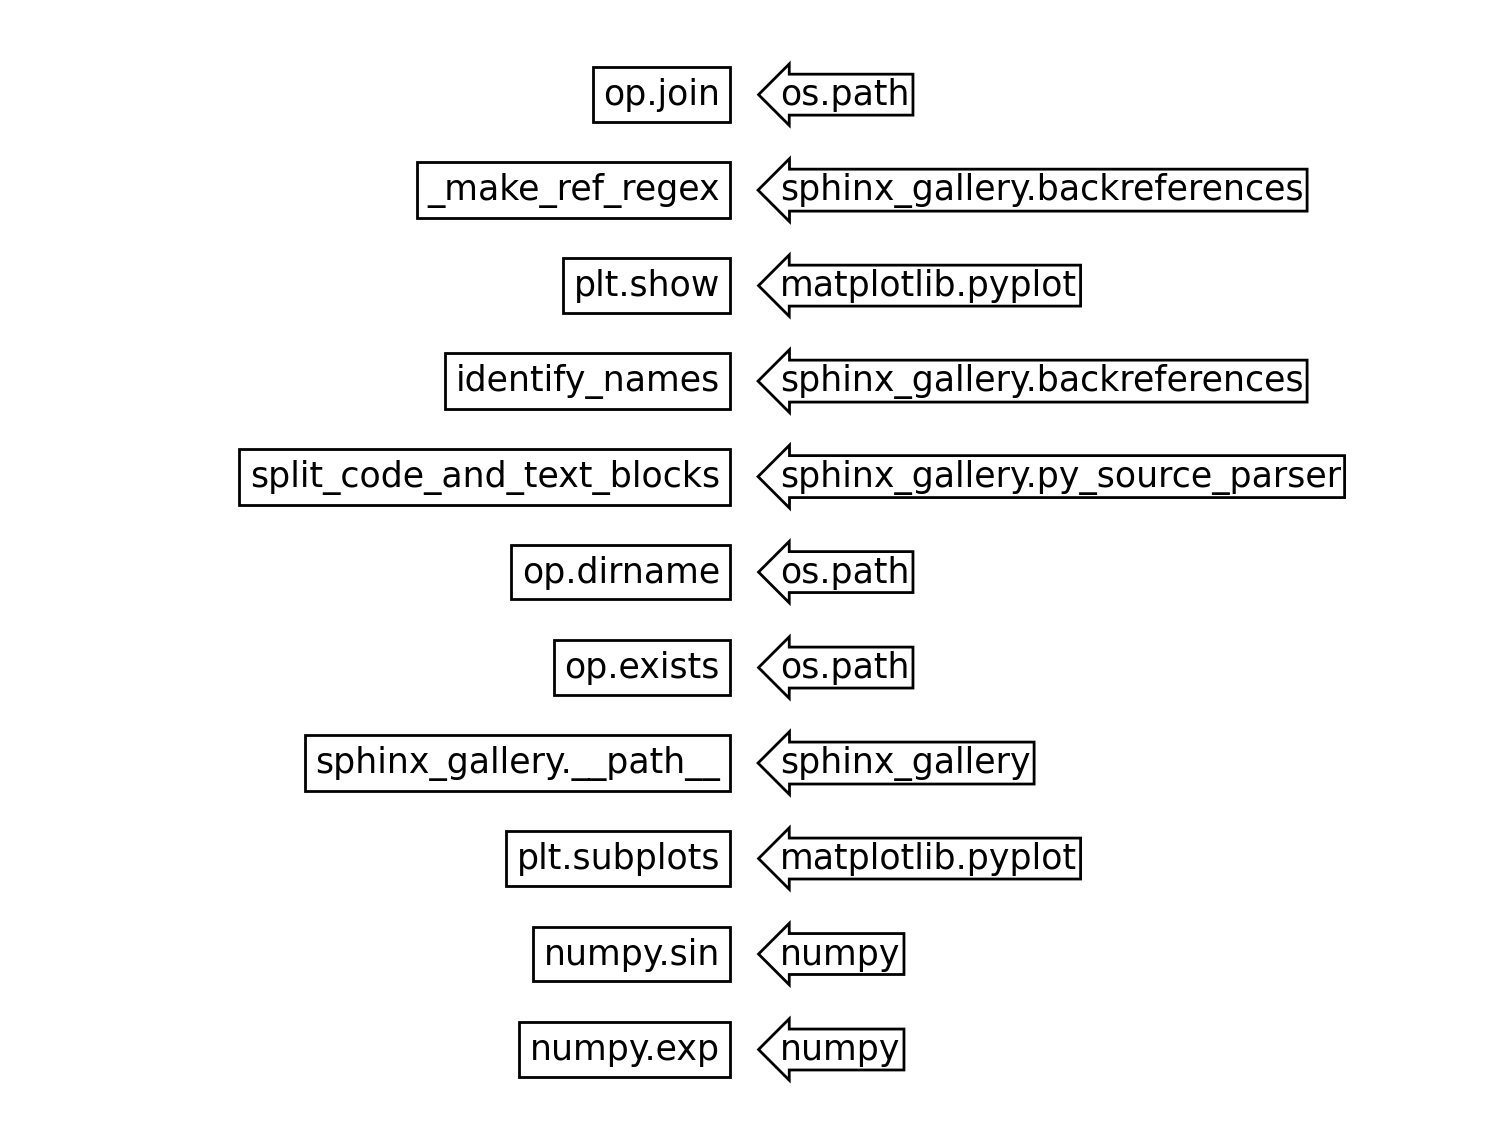 op.join os.path
_make_ref_regex sphinx_gallery.backreferences
plt.show matplotlib.pyplot
identify_names sphinx_gallery.backreferences
split_code_and_text_blocks sphinx_gallery.py_source_parser
op.dirname os.path
op.exists os.path
sphinx_gallery.__path__ sphinx_gallery
plt.subplots matplotlib.pyplot
numpy.sin numpy
numpy.exp numpy